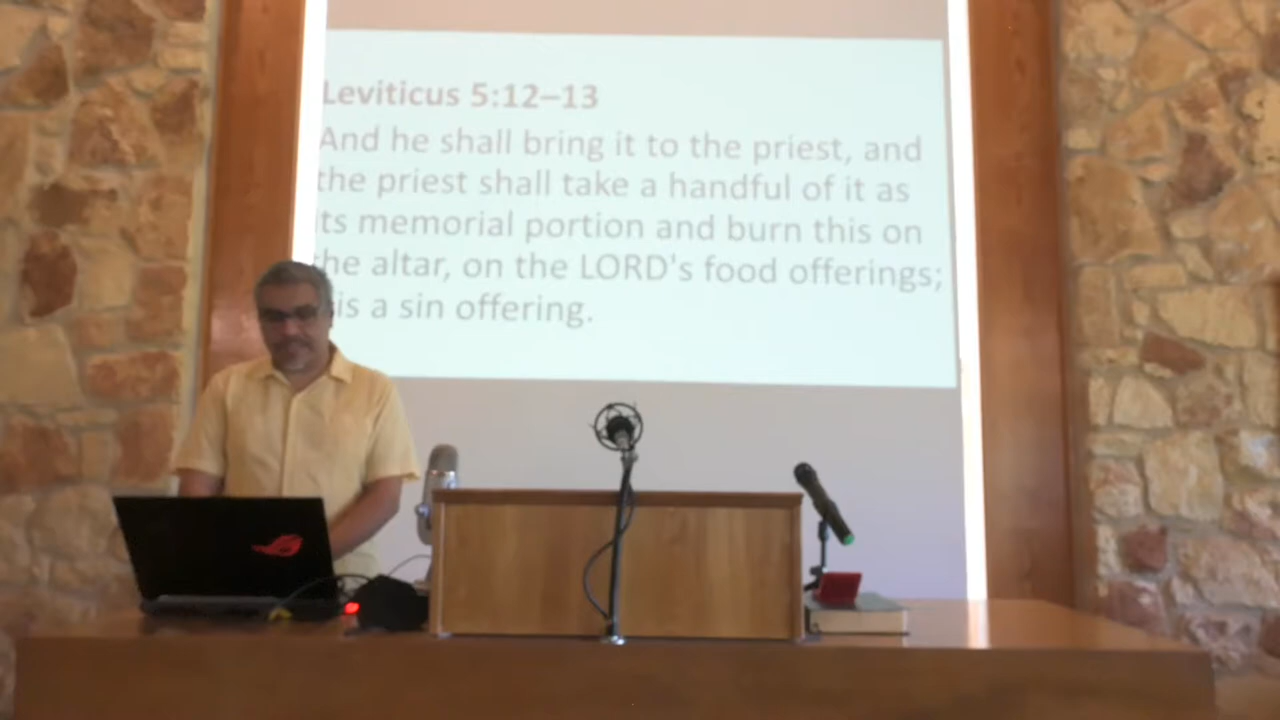 Leviticus 5:12–13
And he shall bring it to the priest, and
the priest shall take a handful of it as
its memorial portion and burn this on
the altar, on the LORD's food offerings;
is a sin offering.